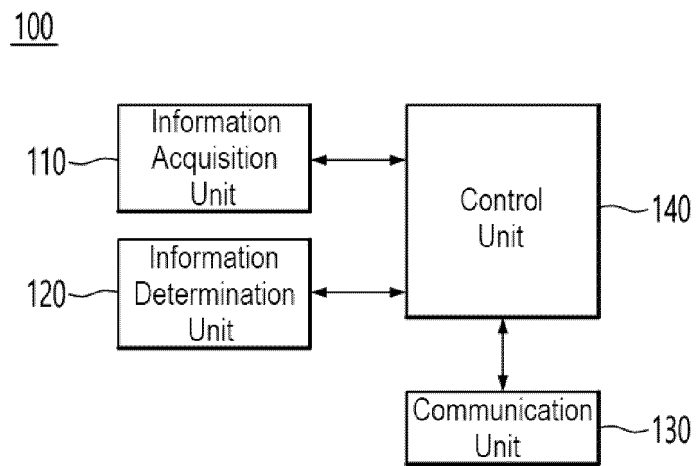 100
110
Information
Acquisition
Unit
120
Information
Determination
Unit
Control
Unit
140
Communication
Unit
130